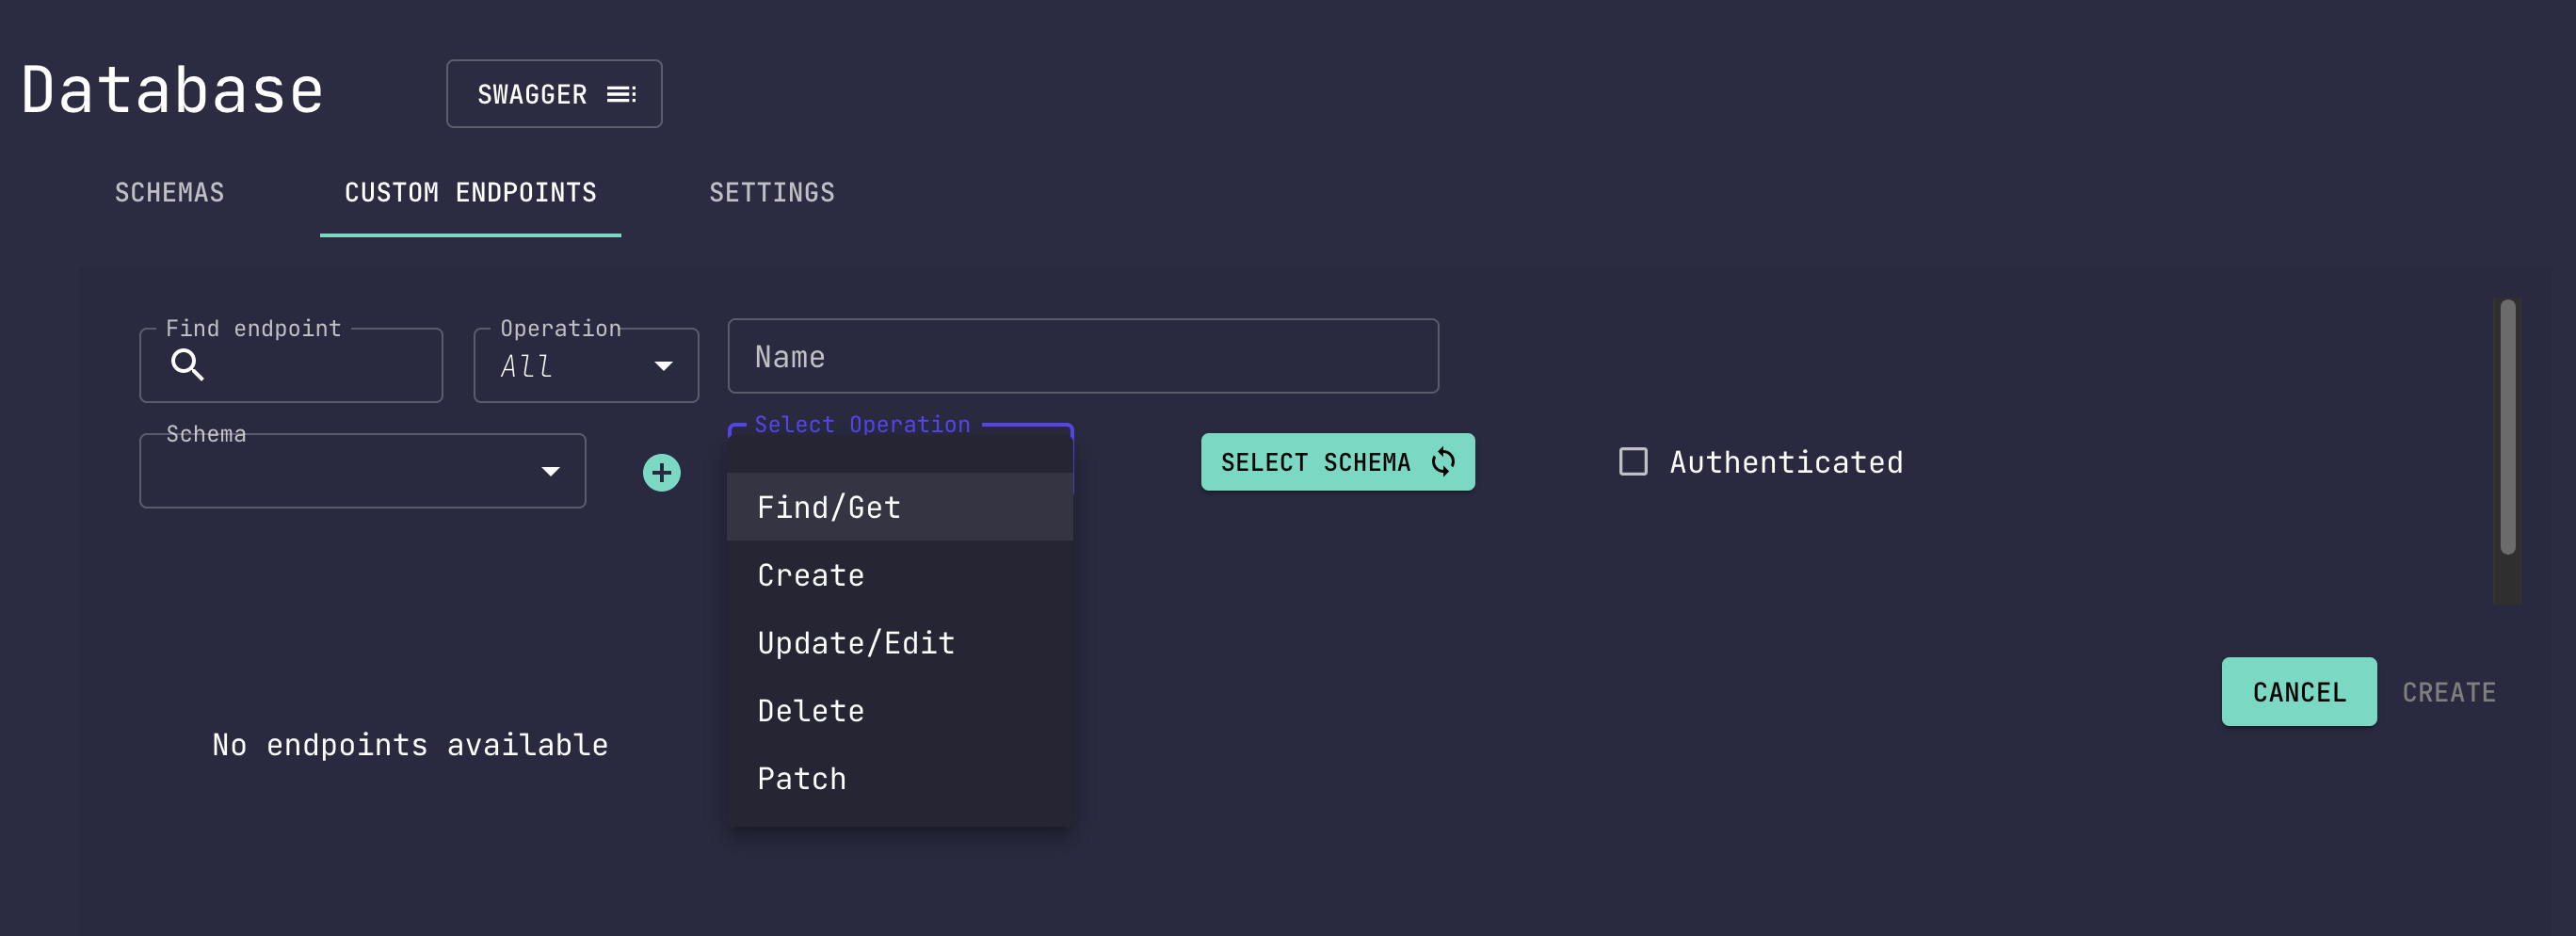 Database
SWAGGER
SCHEMAS
CUSTOM ENDPOINTS
SETTINGS
Find endpoint
Operation
All
Name
Schema
Select Operation
SELECT SCHEMA
Authenticated
Find/Get
Create
Update/Edit
Delete
Patch
No endpoints available
CANCEL
CREATE